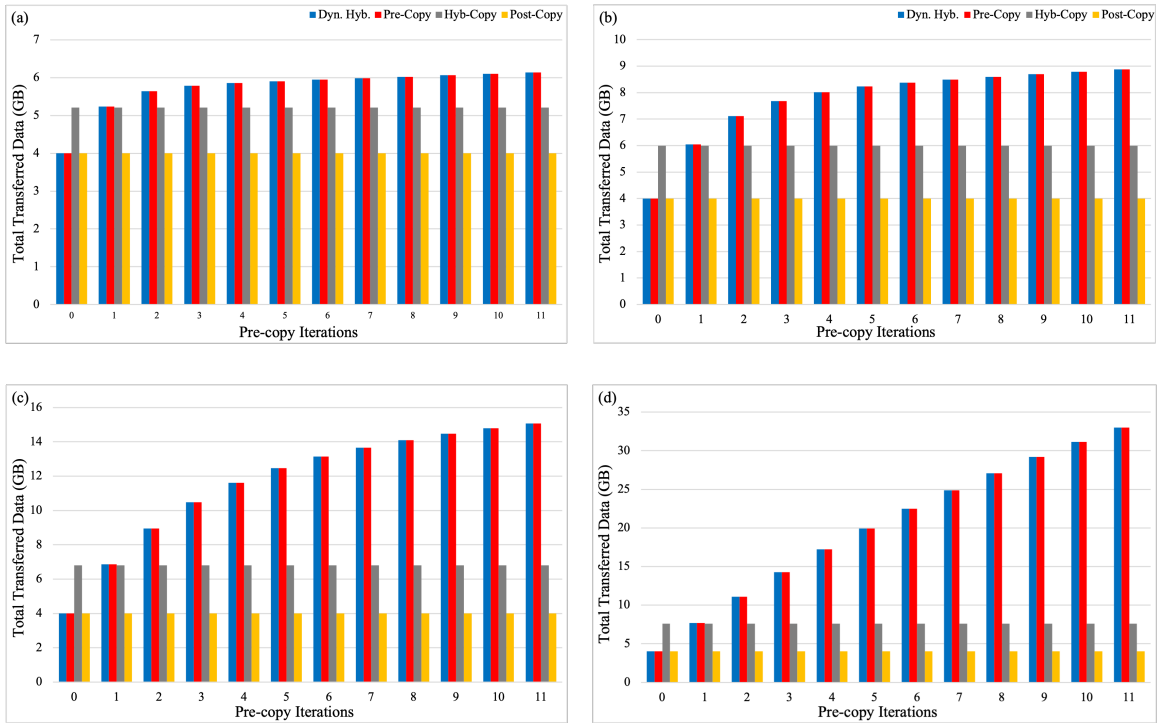 (a)
Dyn. Hyb. Pre-Copy Hyb-Copy Post-Copy
Total Transferred Data (GB)
7
6
5
4
3
2
1
0
0 1 2 3 4 5 6 7 8 9 10 11
Pre-copy Iterations
(b)
Dyn. Hyb. Pre-Copy Hyb-Copy Post-Copy
Total Transferred Data (GB)
10
9
8
7
6
5
4
3
2
1
0
0 1 2 3 4 5 6 7 8 9 10 11
Pre-copy Iterations
(c)
Total Transferred Data (GB)
16
14
12
10
8
6
4
2
0
0 1 2 3 4 5 6 7 8 9 10 11
Pre-copy Iterations
(d)
Total Transferred Data (GB)
35
30
25
20
15
10
5
0
0 1 2 3 4 5 6 7 8 9 10 11
Pre-copy Iterations